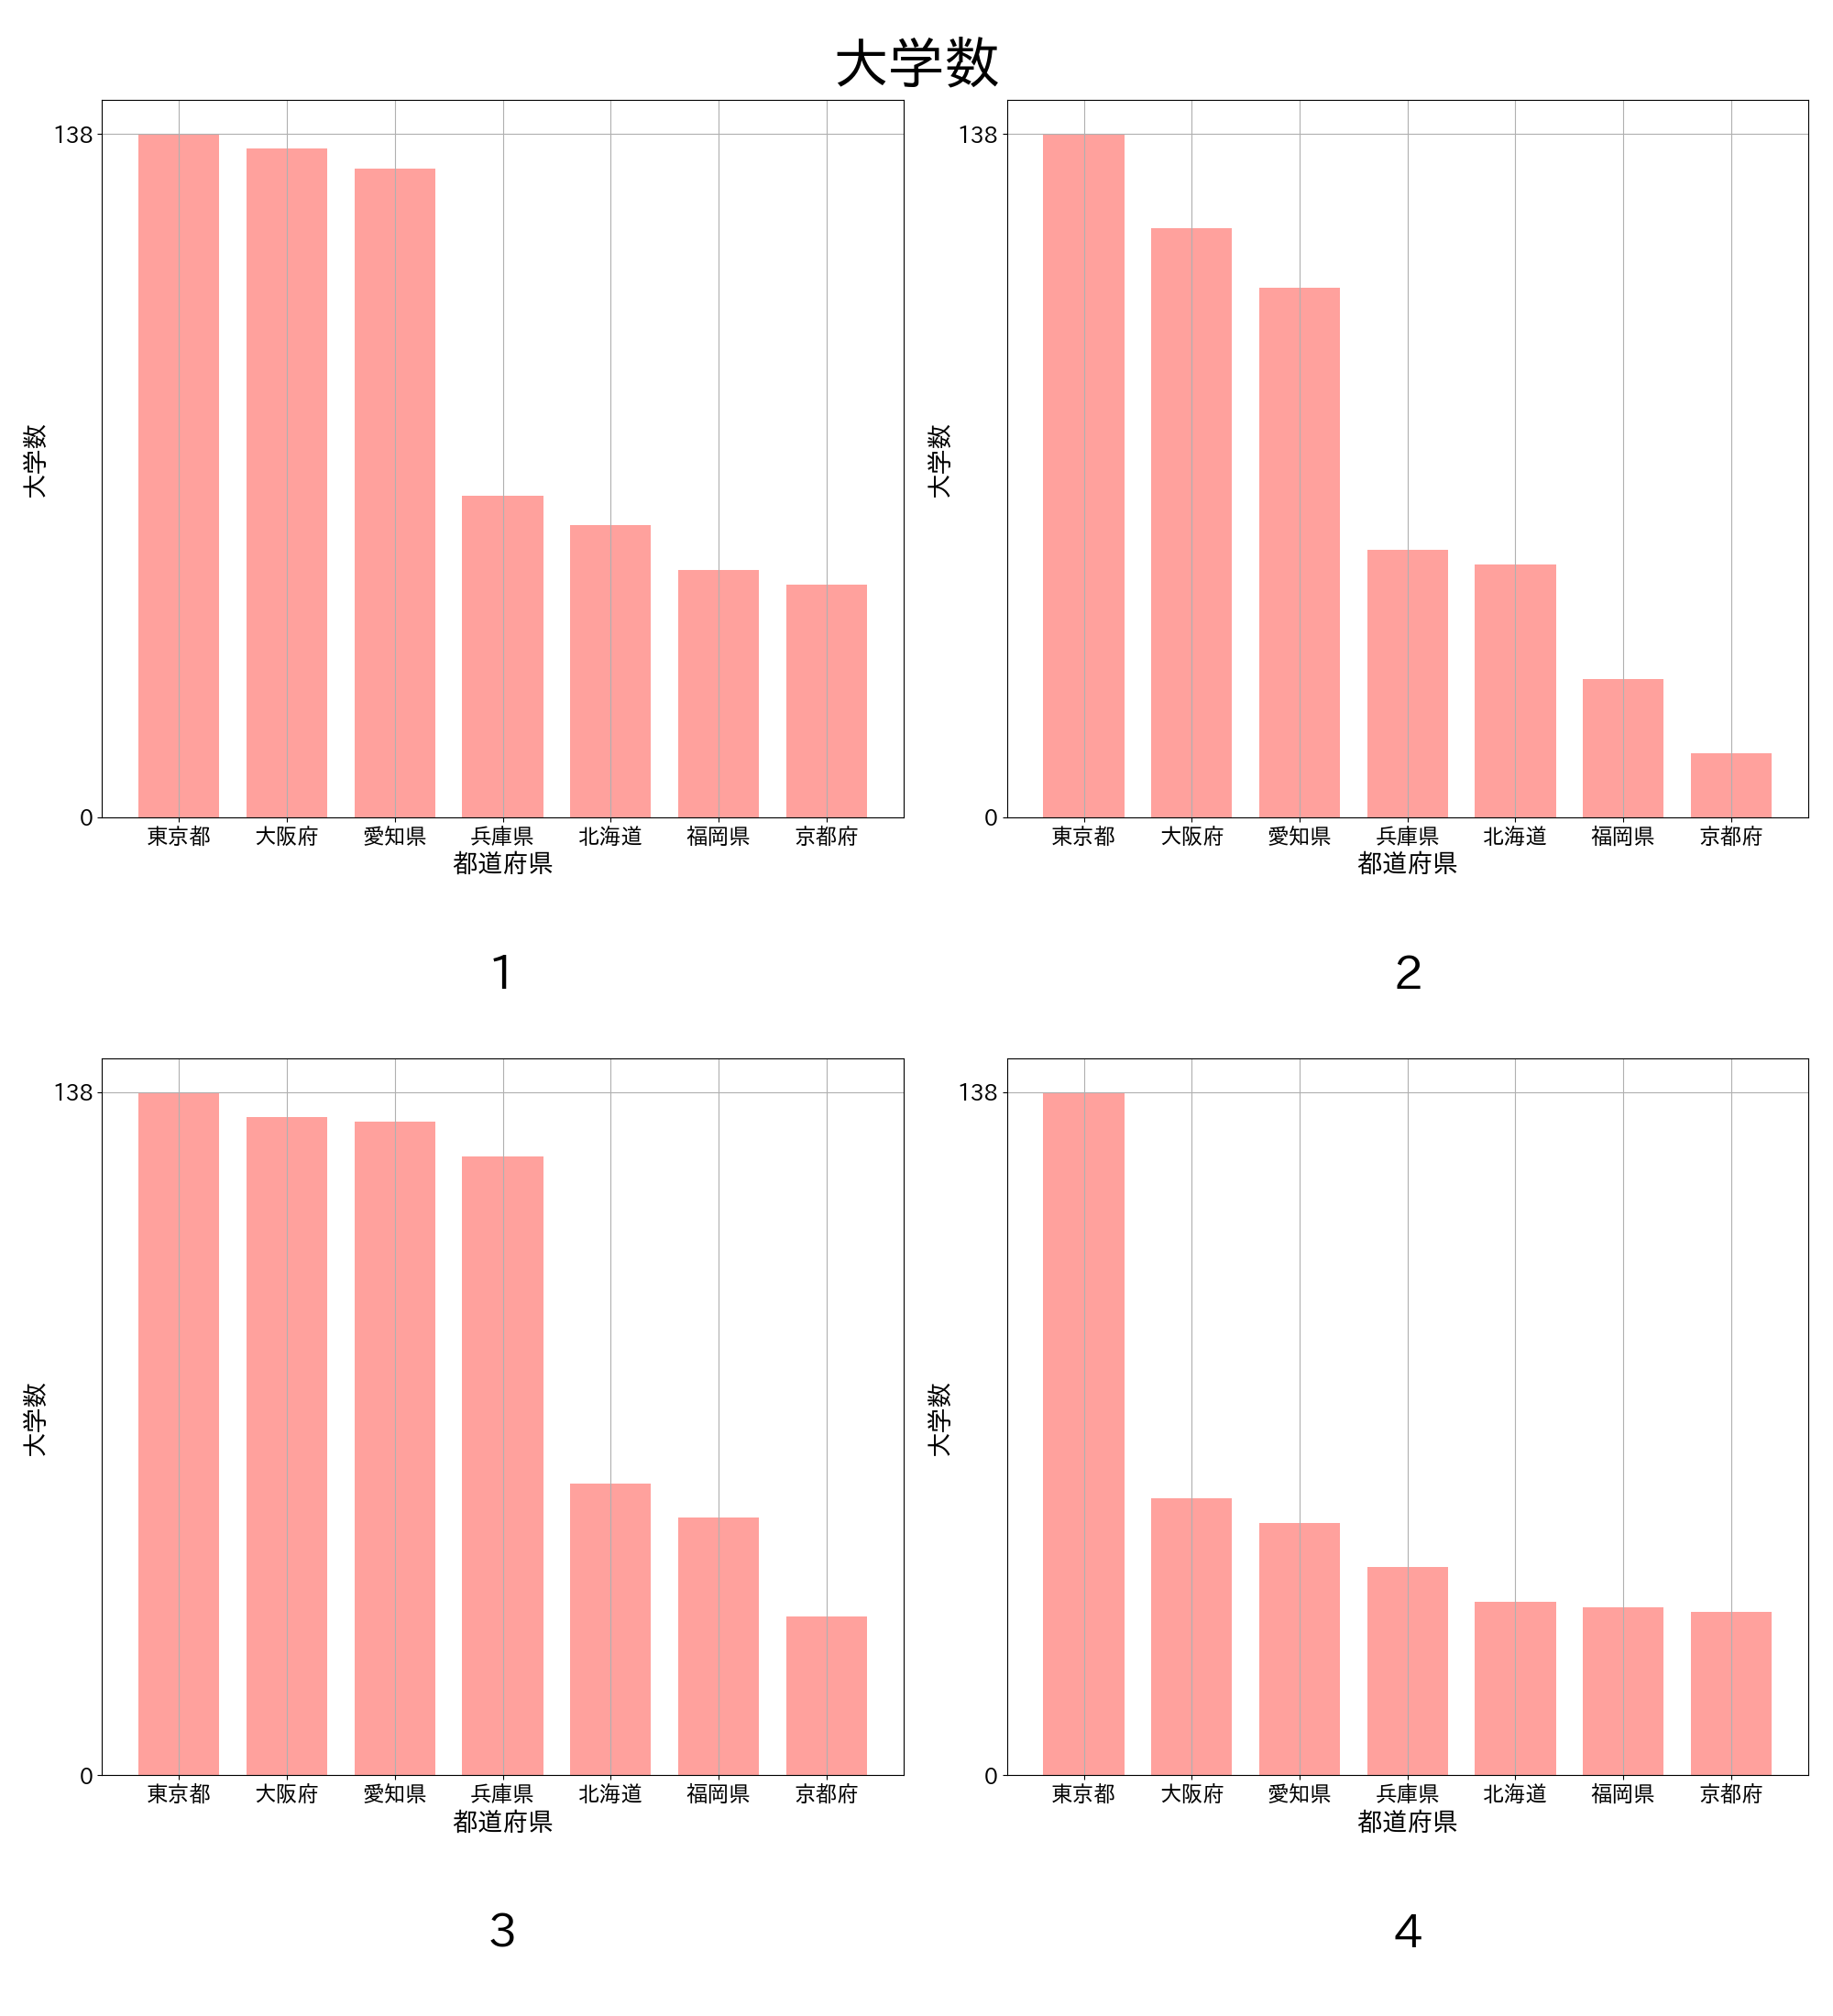 大学数
138
0
大学数
東京都 大阪府 愛知県 兵庫県 北海道 福岡県 京都府
都道府県
1
138
0
大学数
東京都 大阪府 愛知県 兵庫県 北海道 福岡県 京都府
都道府県
2
138
0
大学数
東京都 大阪府 愛知県 兵庫県 北海道 福岡県 京都府
都道府県
3
138
0
大学数
東京都 大阪府 愛知県 兵庫県 北海道 福岡県 京都府
都道府県
4